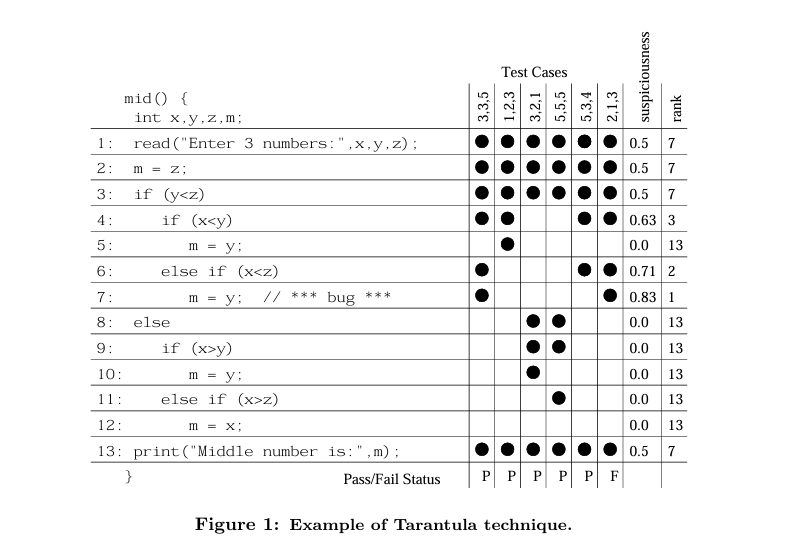 Test Cases
mid() { 3,3,5 1,2,3 3,2,1 5,5,5 5,3,4 2,1,3 suspiciousness rank
int x,y,z,m;
1: read("Enter 3 numbers:",x,y,z); 0.5 7
2: m = z; 0.5 7
3: if (y<z) 0.5 7
4: if (x<y) 0.63 3
5: m = y; 0.0 13
6: else if (x<z) 0.71 2
7: m = y; // *** bug *** 0.83 1
8: else 0.0 13
9: if (x>y) 0.0 13
10: m = y; 0.0 13
11: else if (x>z) 0.0 13
12: m = x; 0.0 13
13: print("Middle number is:",m); 0.5 7
} Pass/Fail Status P P P P P F
Figure 1: Example of Tarantula technique.